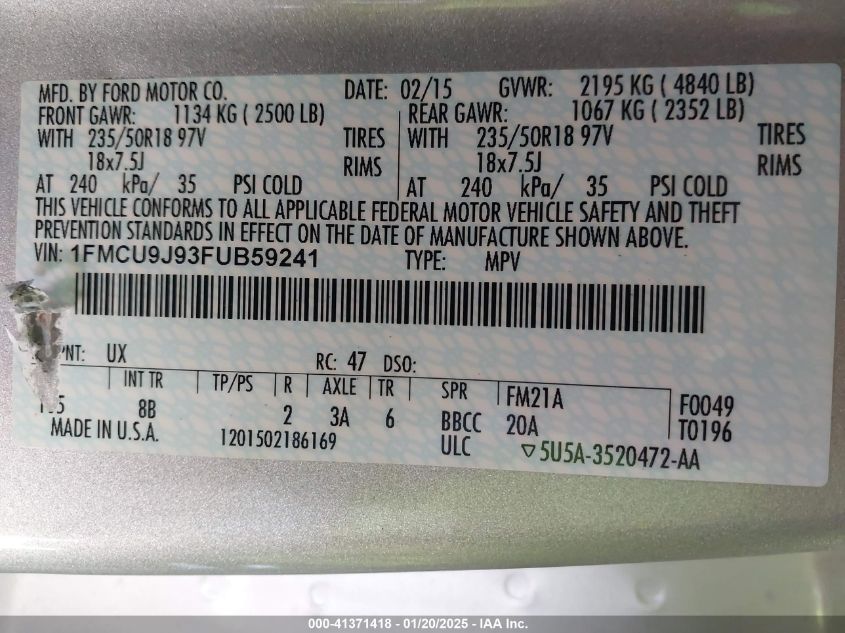 MFD. BY FORD MOTOR CO. DATE: 02/15 GVWR: 2195 KG ( 4840 LB)
FRONT GAWR: 1134 KG ( 2500 LB) REAR GAWR: 1067 KG ( 2352 LB)
WITH 235/50R18 97V TIRES WITH 235/50R18 97V TIRES
18x7.5J RIMS 18x7.5J RIMS
AT 240 kPa/ 35 PSI COLD AT 240 kPa/ 35 PSI COLD
THIS VEHICLE CONFORMS TO ALL APPLICABLE FEDERAL MOTOR VEHICLE SAFETY AND THEFT
PREVENTION STANDARDS IN EFFECT ON THE DATE OF MANUFACTURE SHOWN ABOVE.
VIN: 1FMCU9J93FUB59241 TYPE: MPV
UX RC: 47 DSO:
INT TR TP/PS R AXLE TR SPR FM21A F0049
8B 2 3A 6 BBCC 20A T0196
MADE IN U.S.A. 1201502186169 ULC ▽5U5A-3520472-AA
000-41371418 - 01/20/2025 - IAA Inc.